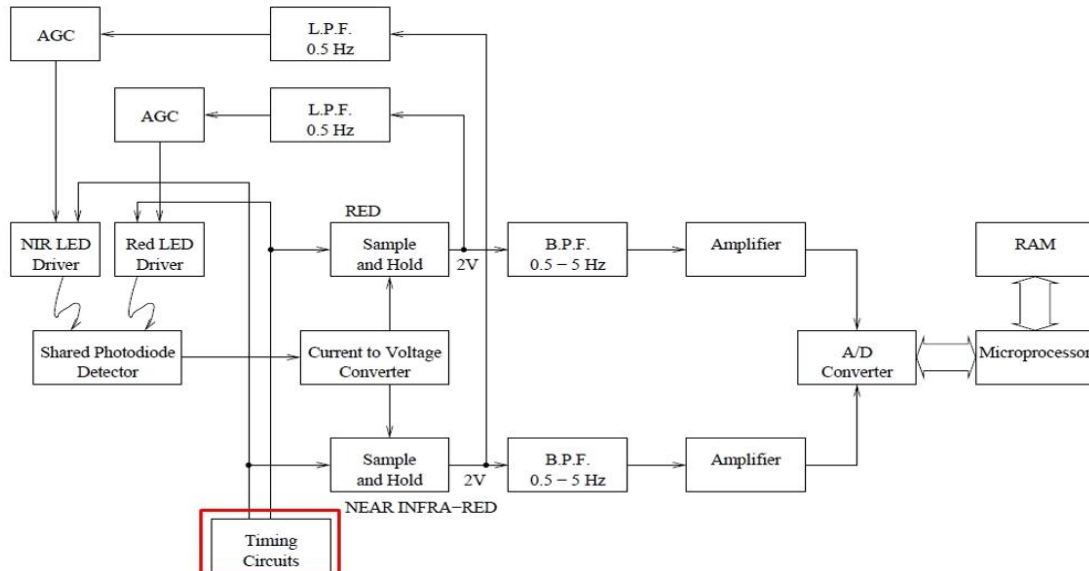 AGC
L.P.F.
0.5 Hz
AGC
L.P.F.
0.5 Hz
RED
NIR LED
Driver
Red LED
Driver
Sample
and Hold
2V
B.P.F.
0.5 − 5 Hz
Amplifier
RAM
Shared Photodiode
Detector
Current to Voltage
Converter
A/D
Converter
Microprocessor
Sample
and Hold
2V
B.P.F.
0.5 − 5 Hz
Amplifier
NEAR INFRA−RED
Timing
Circuits